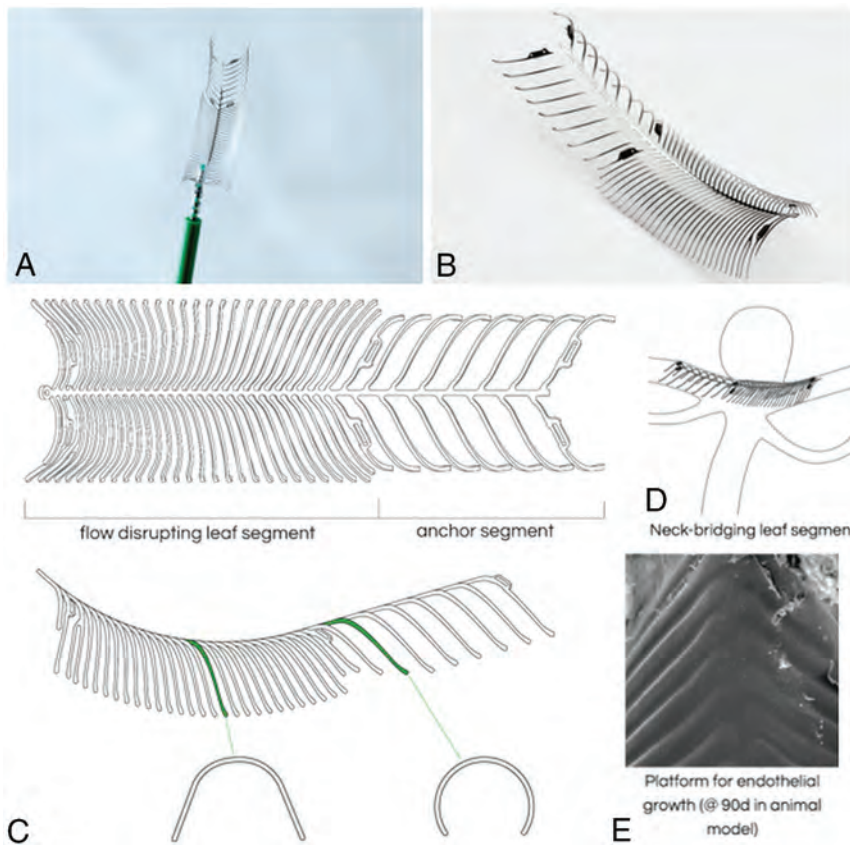 A
B
flow disrupting leaf segment
anchor segment
D
Neck-bridging leaf segmen
C
E
Platform for endothelial
growth (@ 90d in animal
model)